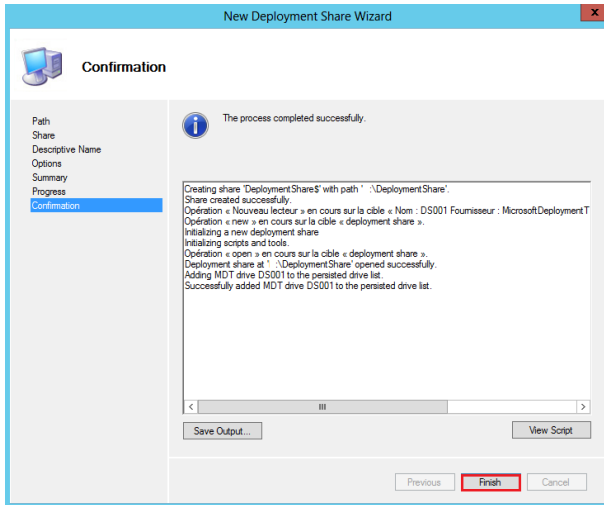 New Deployment Share Wizard
x
Confirmation
Path
Share
Descriptive Name
Options
Summary
Progress
Confirmation
The process completed successfully.
Creating share 'DeploymentShare$' with path ' :\DeploymentShare'.
Share created successfully.
Opération « Nouveau lecteur » en cours sur la cible « Nom : DS001 Fournisseur : MicrosoftDeploymentT
Opération « new » en cours sur la cible « deployment share ».
Initializing a new deployment share
Initializing scripts and tools.
Opération « open » en cours sur la cible « deployment share ».
Deployment share at ' :\DeploymentShare' opened successfully.
Adding MDT drive DS001 to the persisted drive list.
Successfully added MDT drive DS001 to the persisted drive list.
Save Output...
View Script
Previous
Finish
Cancel